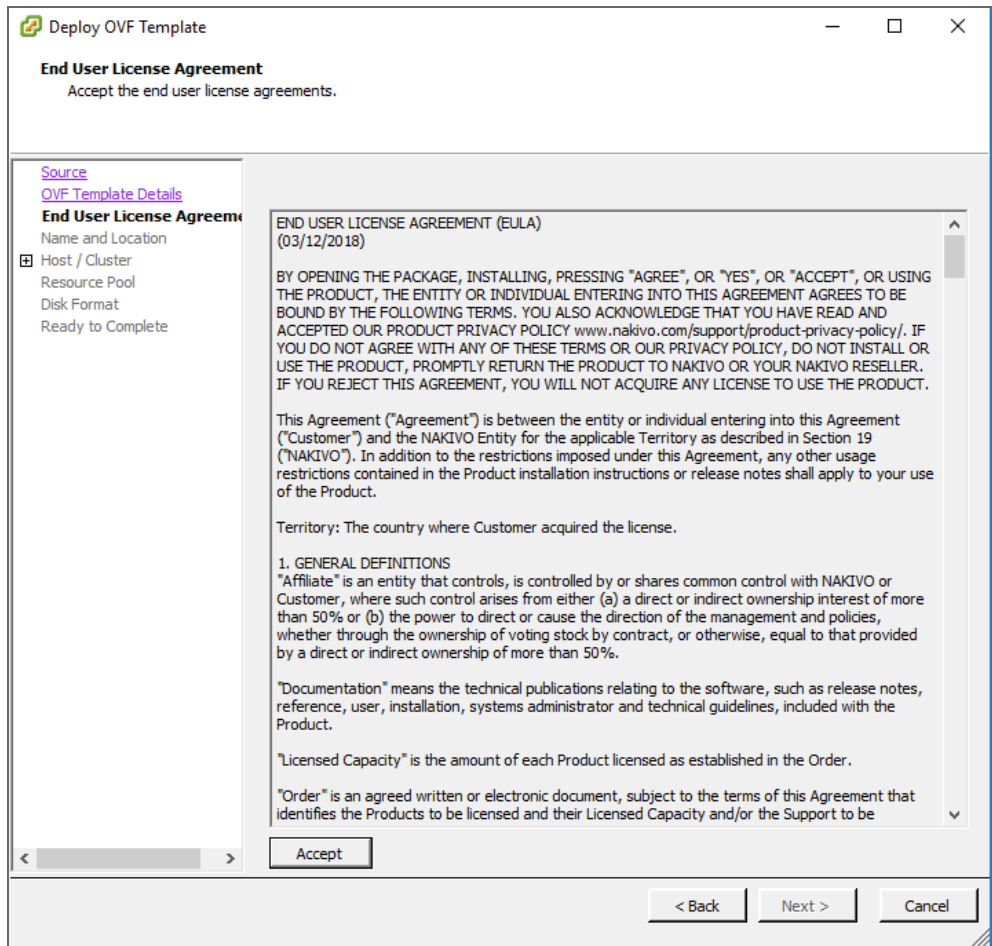 Deploy OVF Template
End User License Agreement
Accept the end user license agreements.
Source
OVF Template Details
End User License Agreeme
Name and Location
Host / Cluster
Resource Pool
Disk Format
Ready to Complete
END USER LICENSE AGREEMENT (EULA)
(03/12/2018)
BY OPENING THE PACKAGE, INSTALLING, PRESSING "AGREE", OR "YES", OR "ACCEPT", OR USING
THE PRODUCT, THE ENTITY OR INDIVIDUAL ENTERING INTO THIS AGREEMENT AGREES TO BE
BOUND BY THE FOLLOWING TERMS. YOU ALSO ACKNOWLEDGE THAT YOU HAVE READ AND
ACCEPTED OUR PRODUCT PRIVACY POLICY www.nakivo.com/support/product-privacy-policy/. IF
YOU DO NOT AGREE WITH ANY OF THESE TERMS OR OUR PRIVACY POLICY, DO NOT INSTALL OR
USE THE PRODUCT, PROMPTLY RETURN THE PRODUCT TO NAKIVO OR YOUR NAKIVO RESELLER.
IF YOU REJECT THIS AGREEMENT, YOU WILL NOT ACQUIRE ANY LICENSE TO USE THE PRODUCT.
This Agreement ("Agreement") is between the entity or individual entering into this Agreement
("Customer") and the NAKIVO Entity for the applicable Territory as described in Section 19
("NAKIVO"). In addition to the restrictions imposed under this Agreement, any other usage
restrictions contained in the Product installation instructions or release notes shall apply to your use
of the Product.
Territory: The country where Customer acquired the license.
1. GENERAL DEFINITIONS
"Affiliate" is an entity that controls, is controlled by or shares common control with NAKIVO or
Customer, where such control arises from either (a) a direct or indirect ownership interest of more
than 50% or (b) the power to direct or cause the direction of the management and policies,
whether through the ownership of voting stock by contract, or otherwise, equal to that provided
by a direct or indirect ownership of more than 50%.
"Documentation" means the technical publications relating to the software, such as release notes,
reference, user, installation, systems administrator and technical guidelines, included with the
Product.
"Licensed Capacity" is the amount of each Product licensed as established in the Order.
"Order" is an agreed written or electronic document, subject to the terms of this Agreement that
identifies the Products to be licensed and their Licensed Capacity and/or the Support to be
Accept
< Back
Next >
Cancel